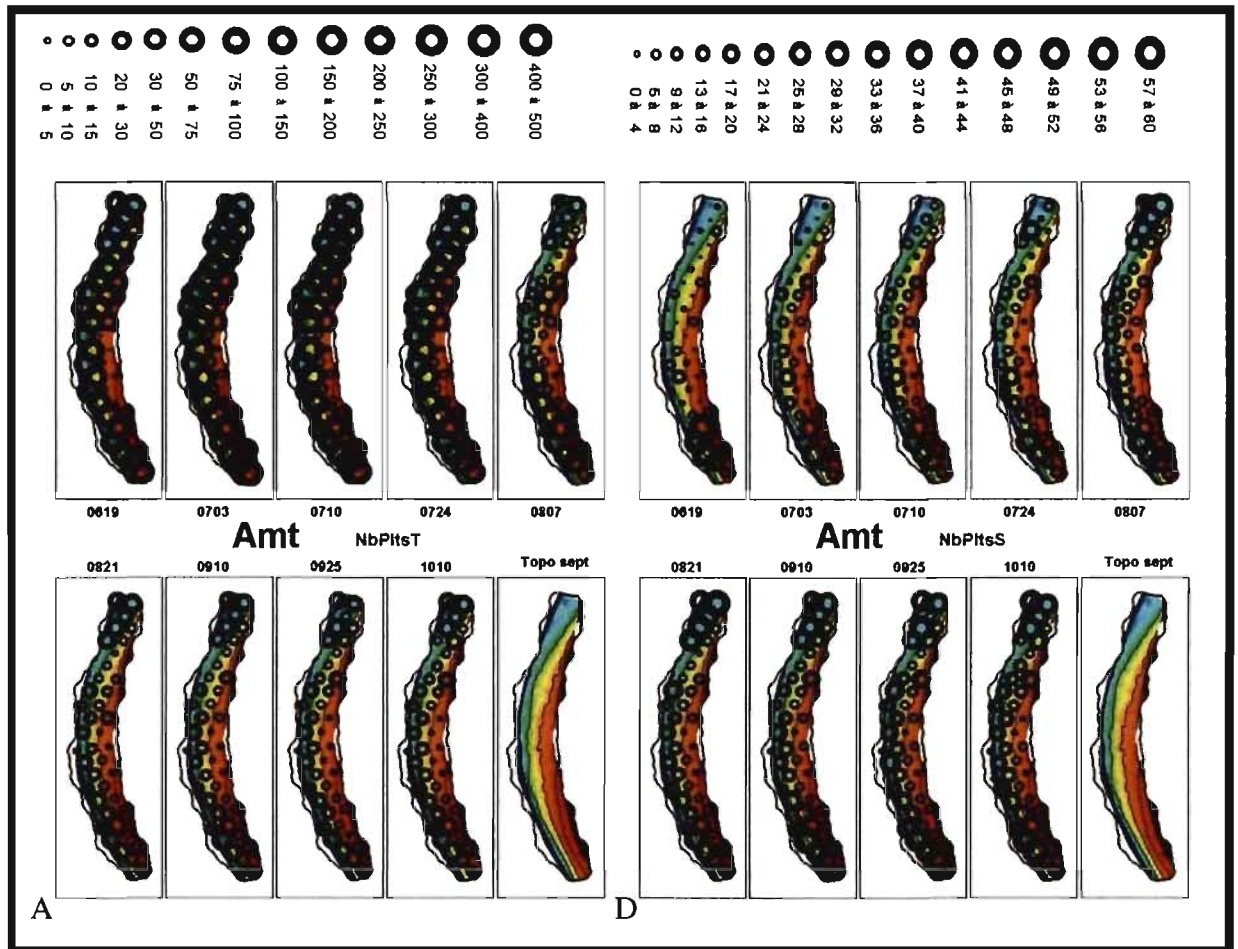 0 à 5
5 à 10
10 à 15
20 à 30
30 à 50
50 à 75
75 à 100
100 à 150
150 à 200
200 à 250
250 à 300
300 à 400
400 à 500
0 à 4
5 à 8
9 à 12
13 à 16
17 à 20
21 à 24
25 à 28
29 à 32
33 à 36
37 à 40
41 à 44
45 à 48
49 à 52
53 à 56
57 à 60
0619 0703 0710 0724 0807
Amt NbPltsT
0821 0910 0925 1010 Topo sept
A
0619 0703 0710 0724 0807
Amt NbPltsS
0821 0910 0925 1010 Topo sept
D